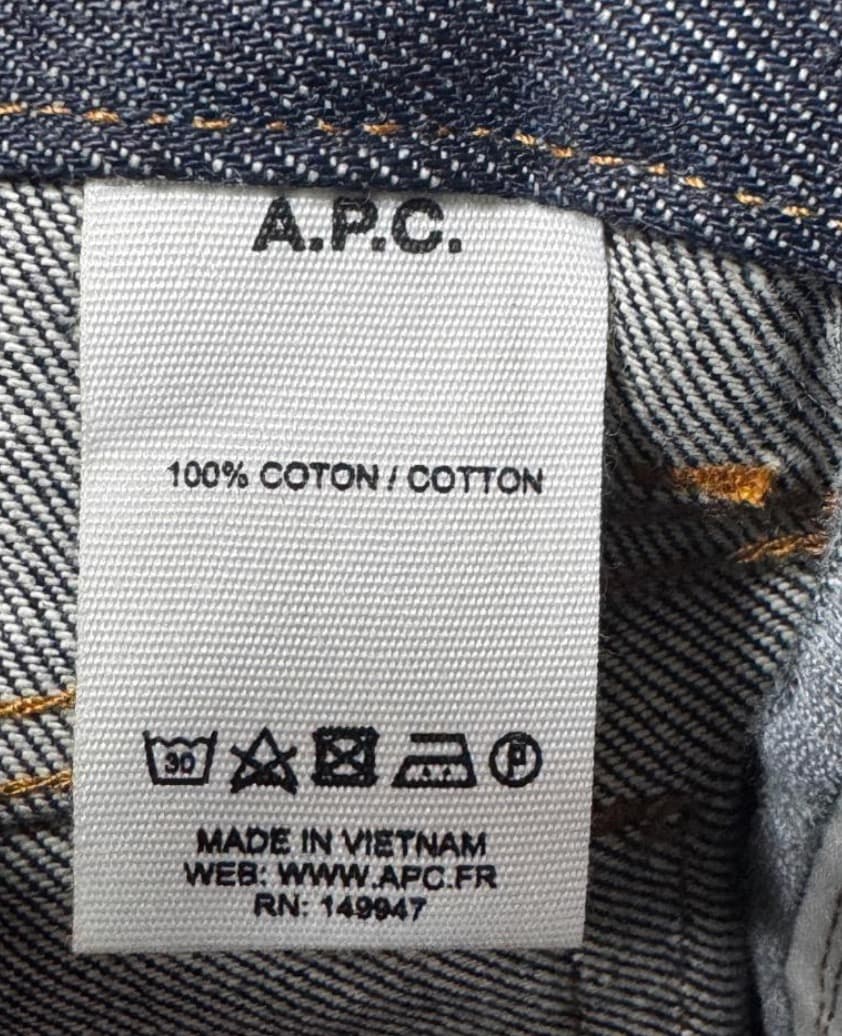 A.P.C.
100% COTON / COTTON
30 P
MADE IN VIETNAM
WEB: WWW.APC.FR
RN: 149947